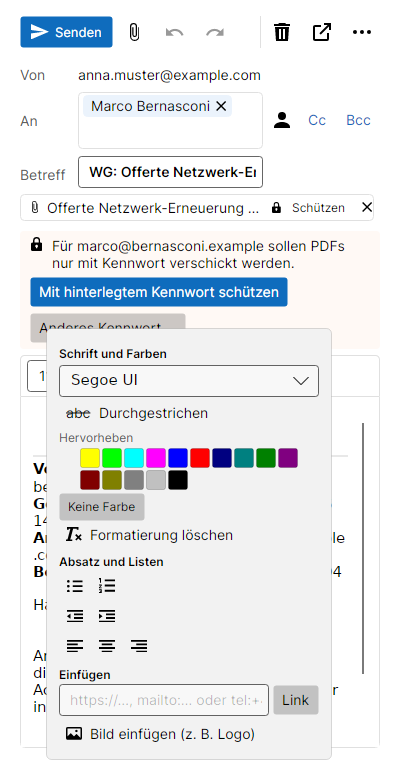 Senden
Von anna.muster@example.com
An Marco Bernasconi Cc Bcc
Betreff WG: Offerte Netzwerk-Er
Offerte Netzwerk-Erneuerung ... Schützen
Für marco@bernasconi.example sollen PDFs
nur mit Kennwort verschickt werden.
Mit hinterlegtem Kennwort schützen
Anderes Kennwort
Schrift und Farben
Segoe UI
abc Durchgestrichen
Hervorheben
Keine Farbe
Formatierung löschen
Absatz und Listen
Einfügen
https://..., mailto:... oder tel:+ Link
Bild einfügen (z. B. Logo)